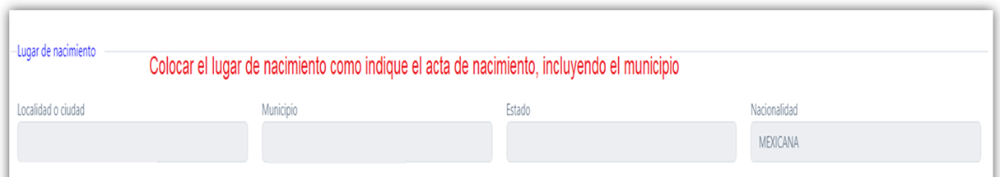 Lugar de nacimiento
Colocar el lugar de nacimiento como indique el acta de nacimiento, incluyendo el municipio
Localidad o ciudad
Municipio
Estado
Nacionalidad
MEXICANA